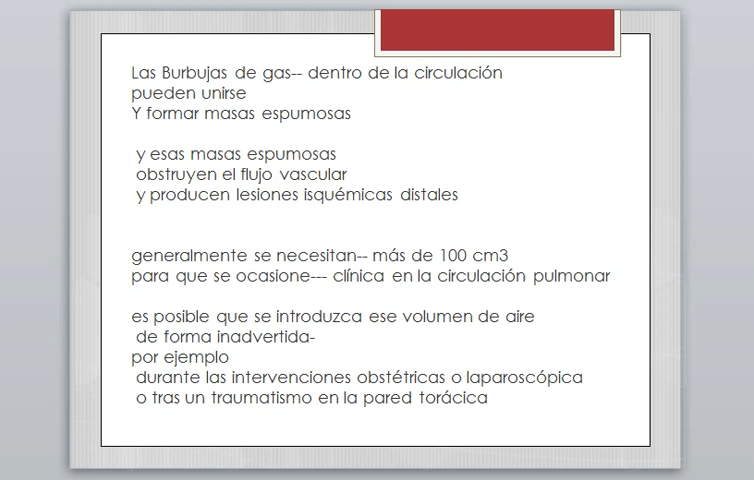 Las Burbujas de gas-- dentro de la circulación
pueden unirse
Y formar masas espumosas
y esas masas espumosas
obstruyen el flujo vascular
y producen lesiones isquémicas distales
generalmente se necesitan-- más de 100 cm3
para que se ocasione--- clínica en la circulación pulmonar
es posible que se introduzca ese volumen de aire
de forma inadvertida-
por ejemplo
durante las intervenciones obstétricas o laparoscópica
o tras un traumatismo en la pared torácica